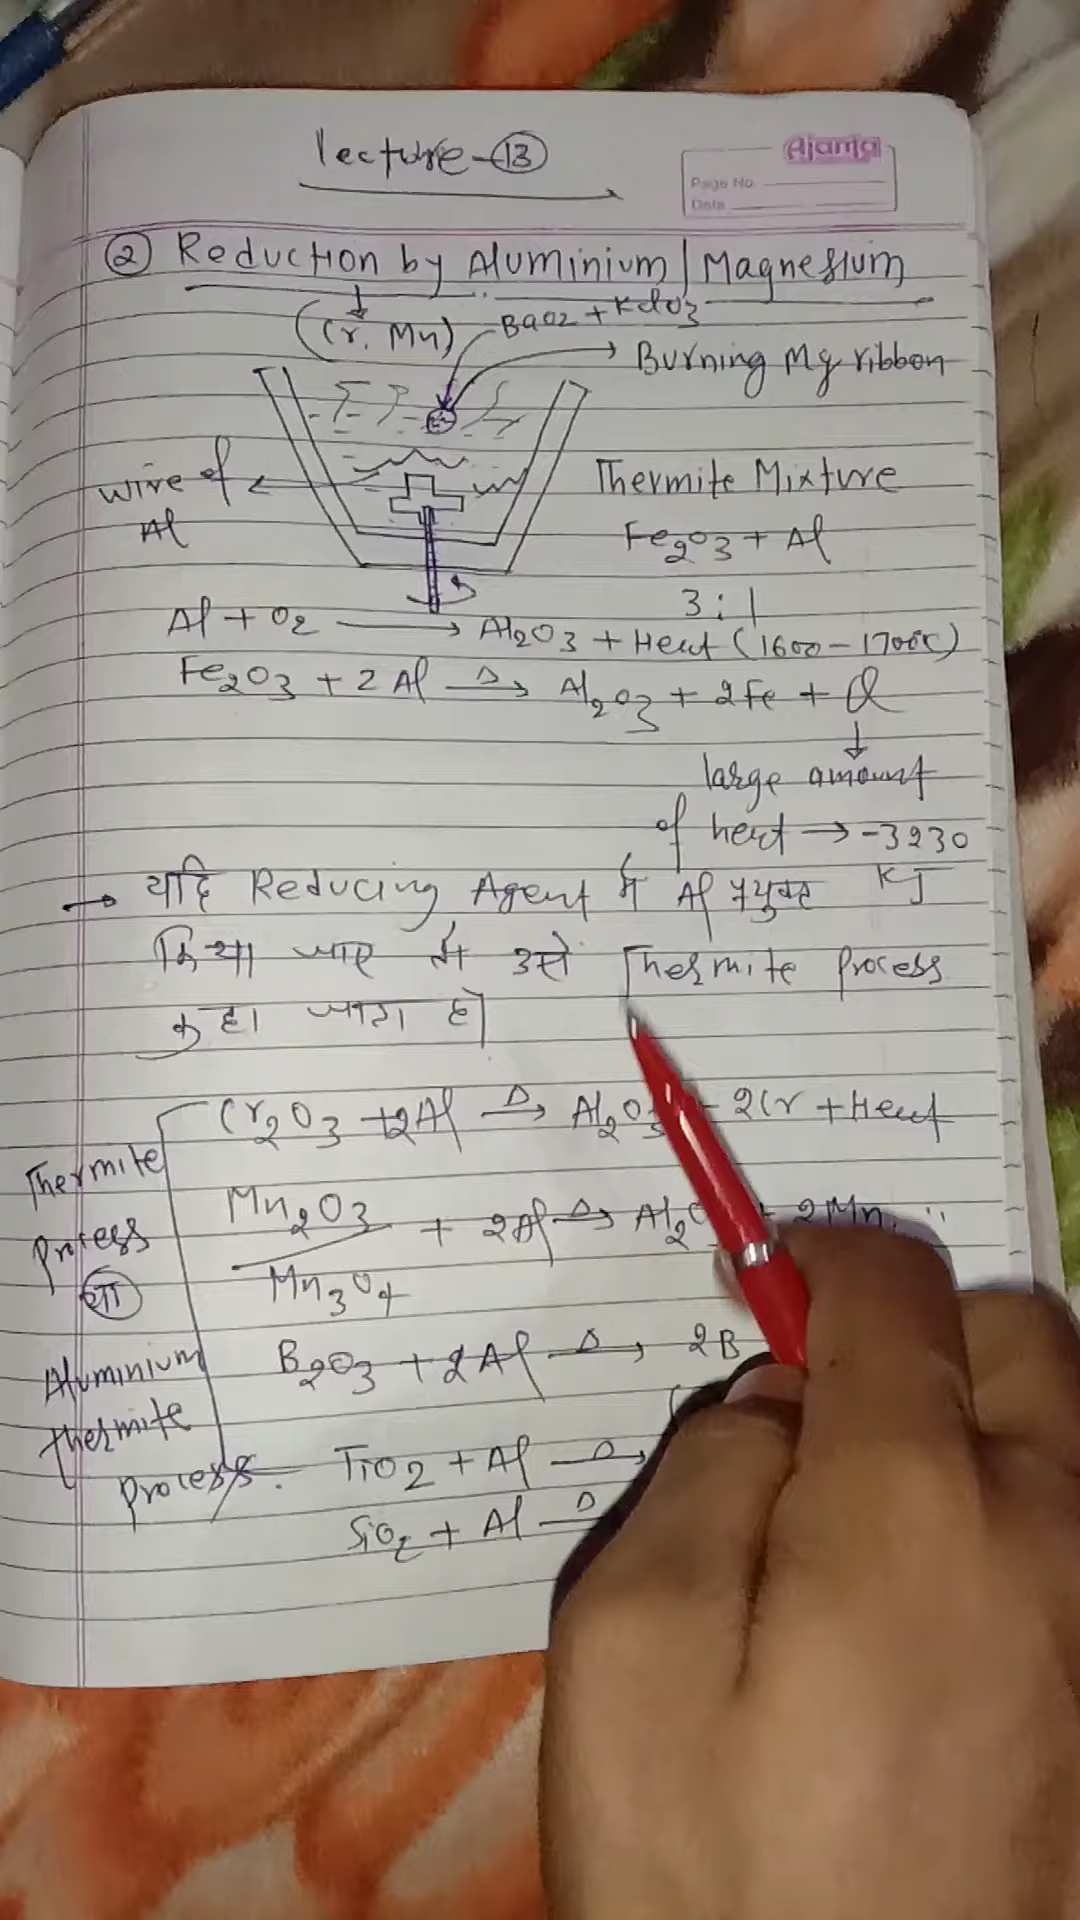 lecture-13
Ajanta
Page No.
Date
② Reduction by Aluminium/Magnesium
(Cr, Mn)
BaO2 + KClO3
Burning Mg ribbon
wire of
Al
Thermite Mixture
Fe2O3 + Al
3:1
Al + O2 → Al2O3 + Heat (1600-1700°C)
Fe2O3 + 2Al —Δ→ Al2O3 + 2Fe + Q
↓
large amount
of heat → -3230
KJ
→ यदि Reducing Agent में Al प्रयुक्त
किया जाए तो उसे Thermite Process
कहा जाता है।
Cr2O3 + 2Al —Δ→ Al2O3 + 2Cr + Heat
Thermite
Process
या
Aluminium
thermite
Process.
Mn2O3 + 2Al —Δ→ Al2O + 2Mn "
Mn3O4
B2O3 + 2Al —Δ→ 2B
TiO2 + Al —Δ→
SiO2 + Al —Δ